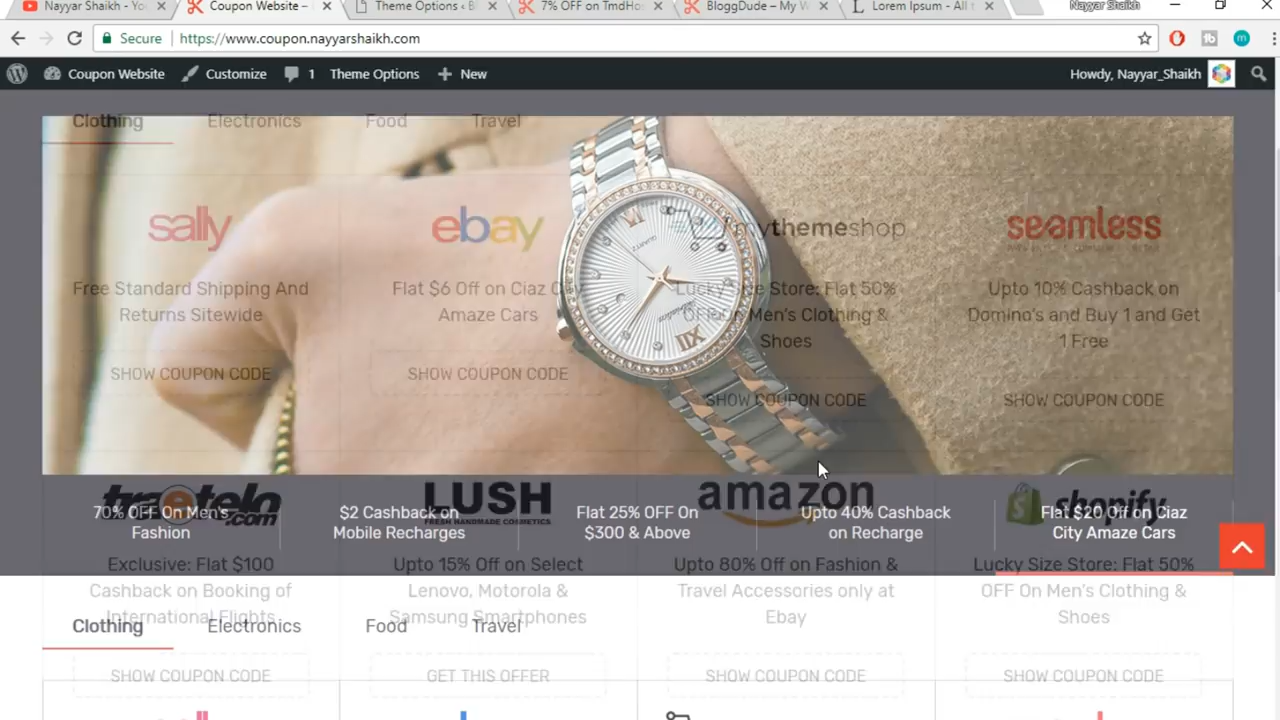 Nayyar Shaikh - Yo
Coupon Website –
Theme Options ‹ B
7% OFF on TmdHos
BloggDude – My W
Lorem Ipsum - All t
Nayyar Shaikh
Secure
https://www.coupon.nayyarshaikh.com
Coupon Website
Customize
1
Theme Options
New
Howdy, Nayyar_Shaikh
Clothing
Electronics
Food
Travel
sally
ebay
mythemeshop
seamless
Free Standard Shipping And
Returns Sitewide
SHOW COUPON CODE
Flat $6 Off on Ciaz City
Amaze Cars
SHOW COUPON CODE
Lucky Size Store: Flat 50%
OFF On Men's Clothing &
Shoes
SHOW COUPON CODE
Upto 10% Cashback on
Domino's and Buy 1 and Get
1 Free
SHOW COUPON CODE
70% OFF On Men's
Fashion
$2 Cashback on
Mobile Recharges
Flat 25% OFF On
$300 & Above
Upto 40% Cashback
on Recharge
Flat $20 Off on Ciaz
City Amaze Cars
.com
LUSH
FRESH HANDMADE COSMETICS
amazon
shopify
Exclusive: Flat $100
Cashback on Booking of
International Flights
SHOW COUPON CODE
Upto 15% Off on Select
Lenovo, Motorola &
Samsung Smartphones
GET THIS OFFER
Upto 80% Off on Fashion &
Travel Accessories only at
Ebay
SHOW COUPON CODE
Lucky Size Store: Flat 50%
OFF On Men's Clothing &
Shoes
SHOW COUPON CODE
Clothing
Electronics
Food
Travel